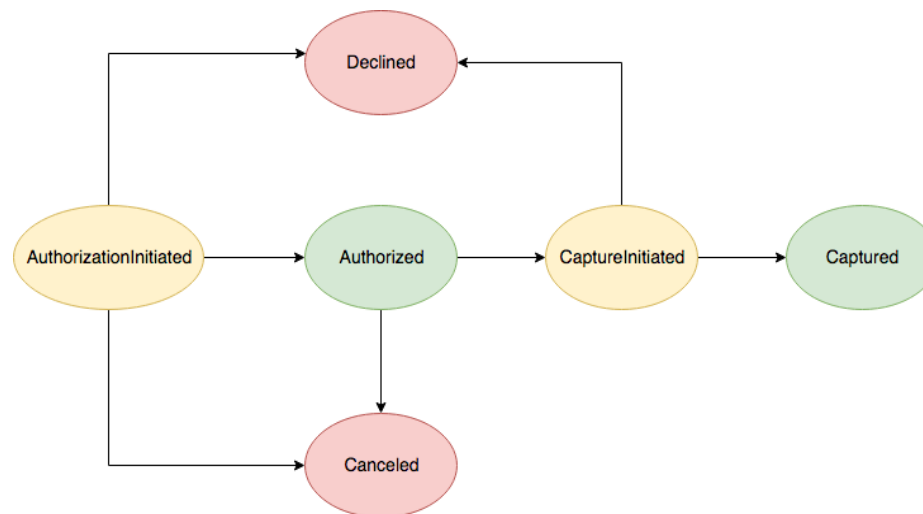 Declined
AuthorizationInitiated
Authorized
CaptureInitiated
Captured
Canceled